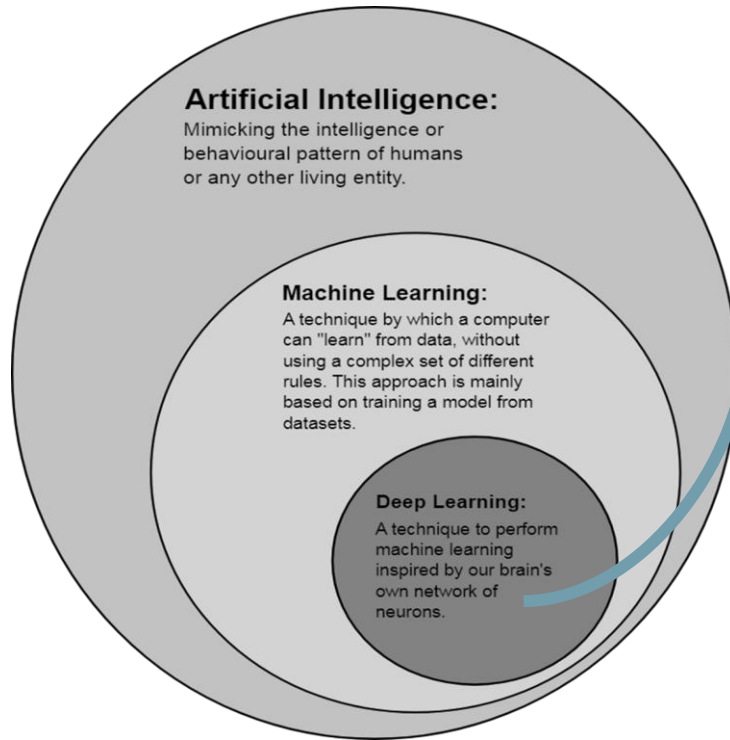 Artificial Intelligence:
Mimicking the intelligence or
behavioural pattern of humans
or any other living entity.
Machine Learning:
A technique by which a computer
can "learn" from data, without
using a complex set of different
rules. This approach is mainly
based on training a model from
datasets.
Deep Learning:
A technique to perform
machine learning
inspired by our brain's
own network of
neurons.